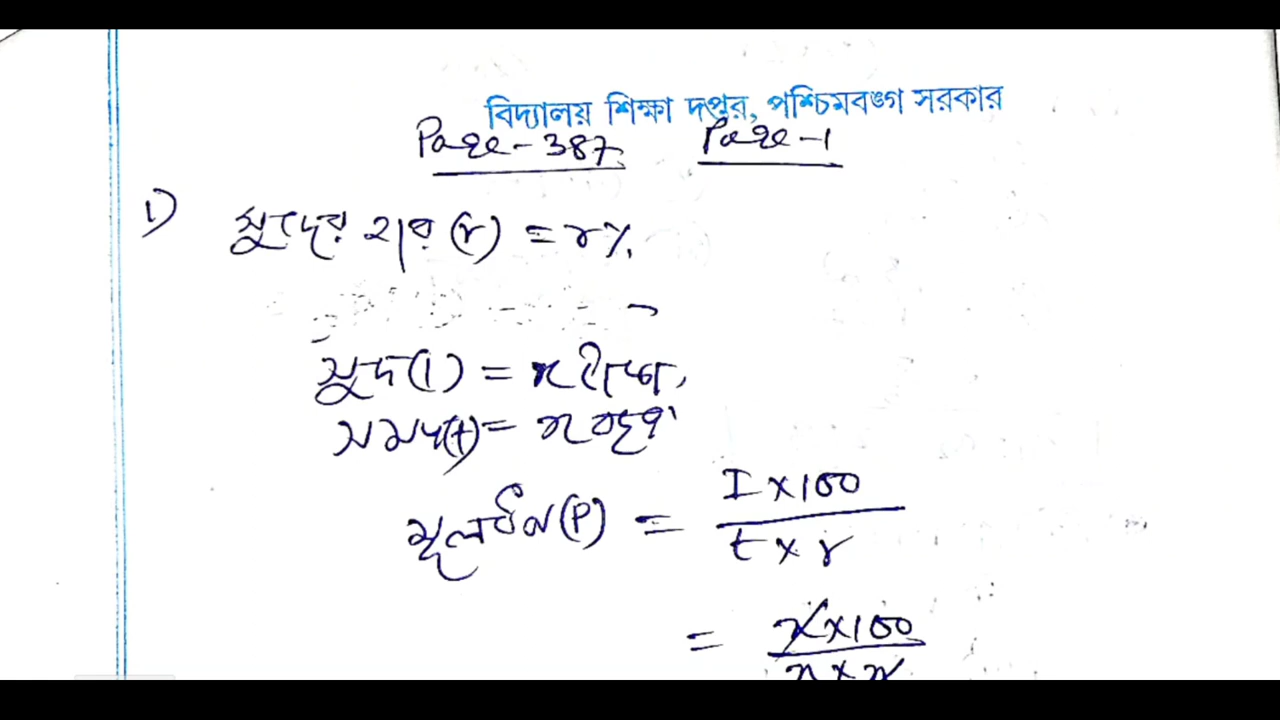 বিদ্যালয় শিক্ষা দপ্তর, পশ্চিমবঙ্গ সরকার
Page - 387. Page - 1
1) সুদের হার (r) = r%.
সুদ (I) = x টাকা,
সময় (t) = x বছর
মূলধন (P) = I × 100 / t × r
= x × 100 / x × x